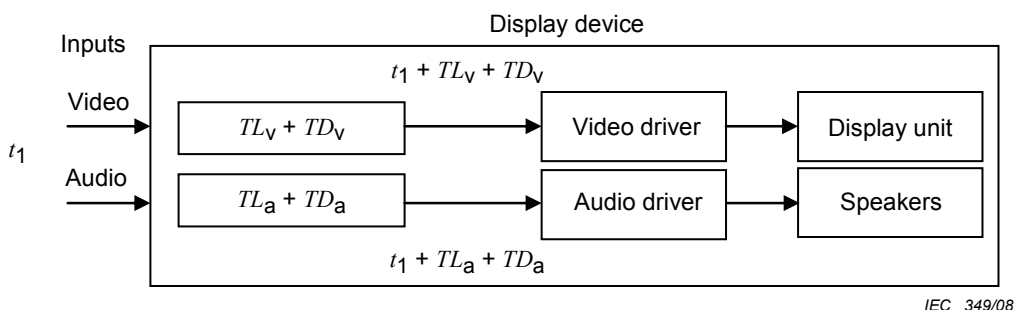 Display device
Inputs
t1 + TLv + TDv
Video
TLv + TDv
Video driver
Display unit
t1
Audio
TLa + TDa
Audio driver
Speakers
t1 + TLa + TDa
IEC 349/08